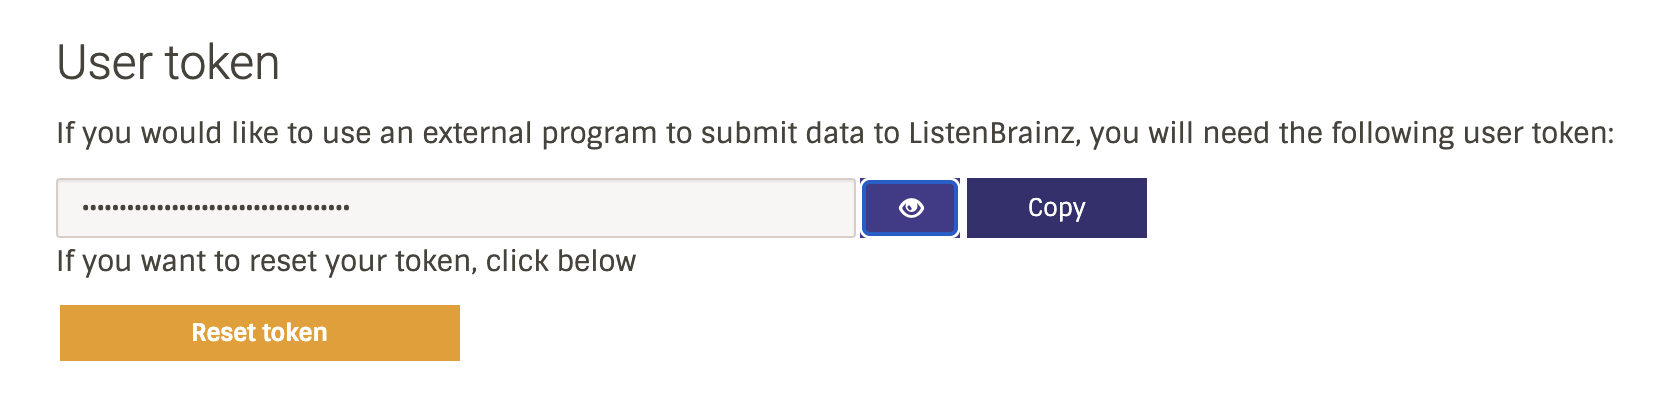 User token
If you would like to use an external program to submit data to ListenBrainz, you will need the following user token:
••••••••••••••••••••••••••••••••••••
Copy
If you want to reset your token, click below
Reset token